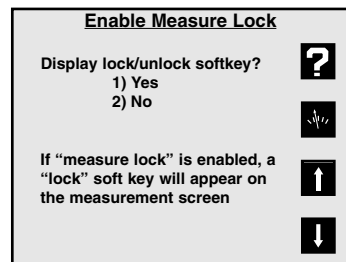 Enable Measure Lock
Display lock/unlock softkey?
1) Yes
2) No
If “measure lock” is enabled, a
“lock” soft key will appear on
the measurement screen
?